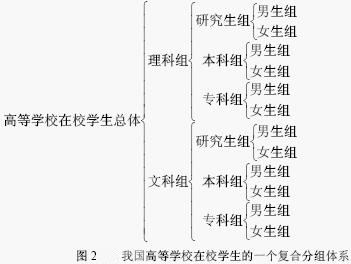 高等学校在校学生总体
理科组
研究生组
男生组
女生组
本科组
男生组
女生组
专科组
男生组
女生组
文科组
研究生组
男生组
女生组
本科组
男生组
女生组
专科组
男生组
女生组
图2 我国高等学校在校学生的一个复合分组体系